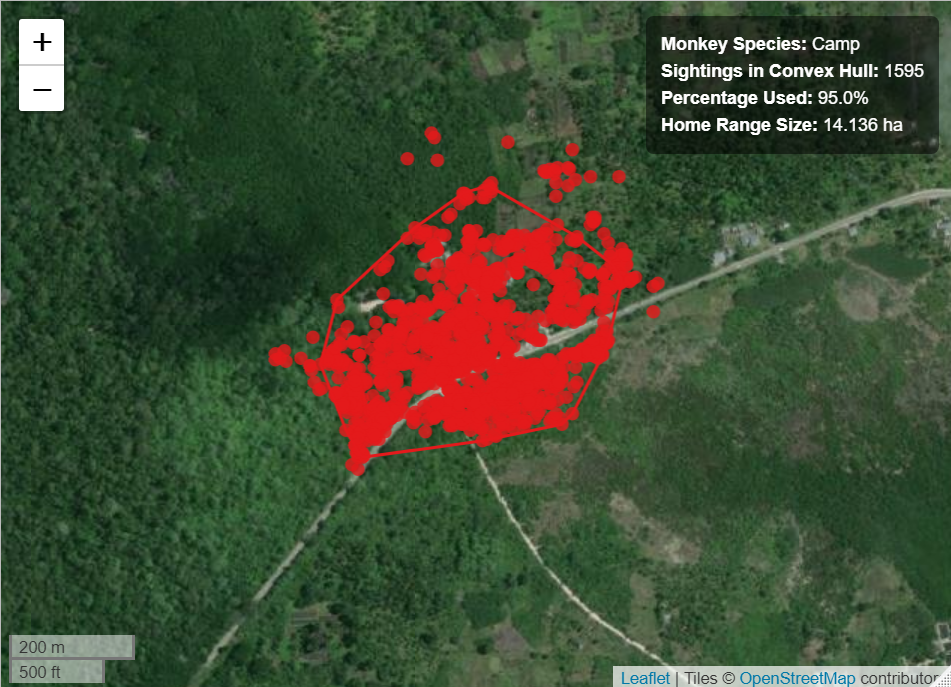 +
−
Monkey Species: Camp
Sightings in Convex Hull: 1595
Percentage Used: 95.0%
Home Range Size: 14.136 ha
200 m
500 ft
Leaflet | Tiles © OpenStreetMap contributor